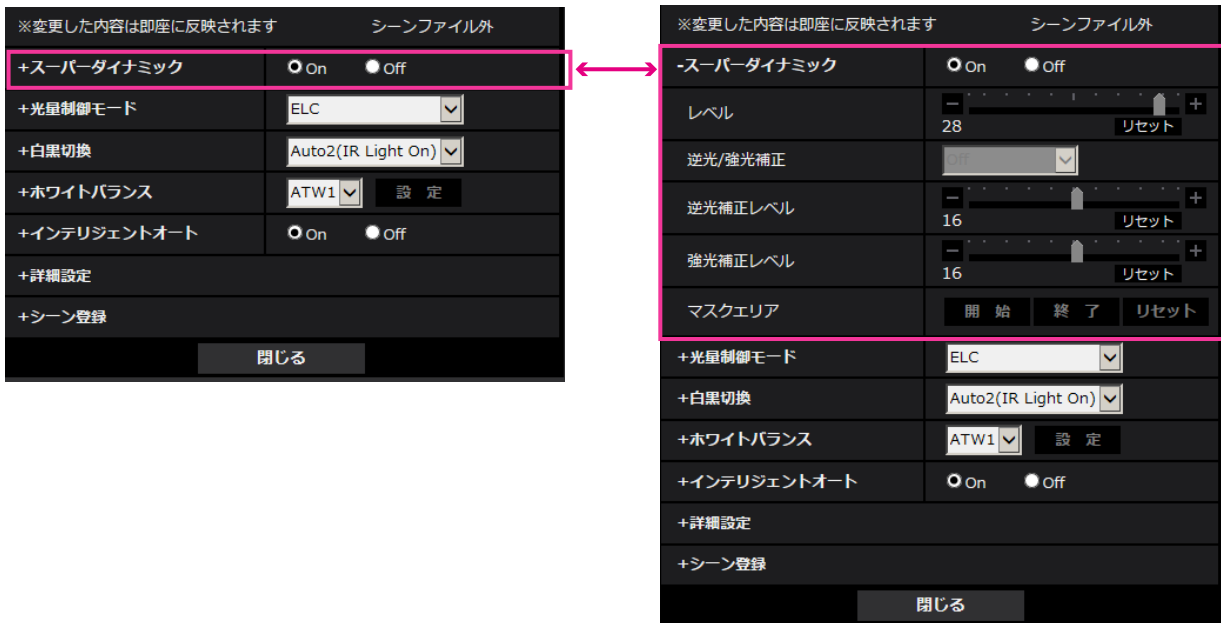 ※変更した内容は即座に反映されます シーンファイル外
+スーパーダイナミック On Off
+光量制御モード ELC
+白黒切換 Auto2(IR Light On)
+ホワイトバランス ATW1 設 定
+インテリジェントオート On Off
+詳細設定
+シーン登録
閉じる
※変更した内容は即座に反映されます シーンファイル外
-スーパーダイナミック On Off
レベル − +
28 リセット
逆光/強光補正 Off
逆光補正レベル − +
16 リセット
強光補正レベル − +
16 リセット
マスクエリア 開 始 終 了 リセット
+光量制御モード ELC
+白黒切換 Auto2(IR Light On)
+ホワイトバランス ATW1 設 定
+インテリジェントオート On Off
+詳細設定
+シーン登録
閉じる